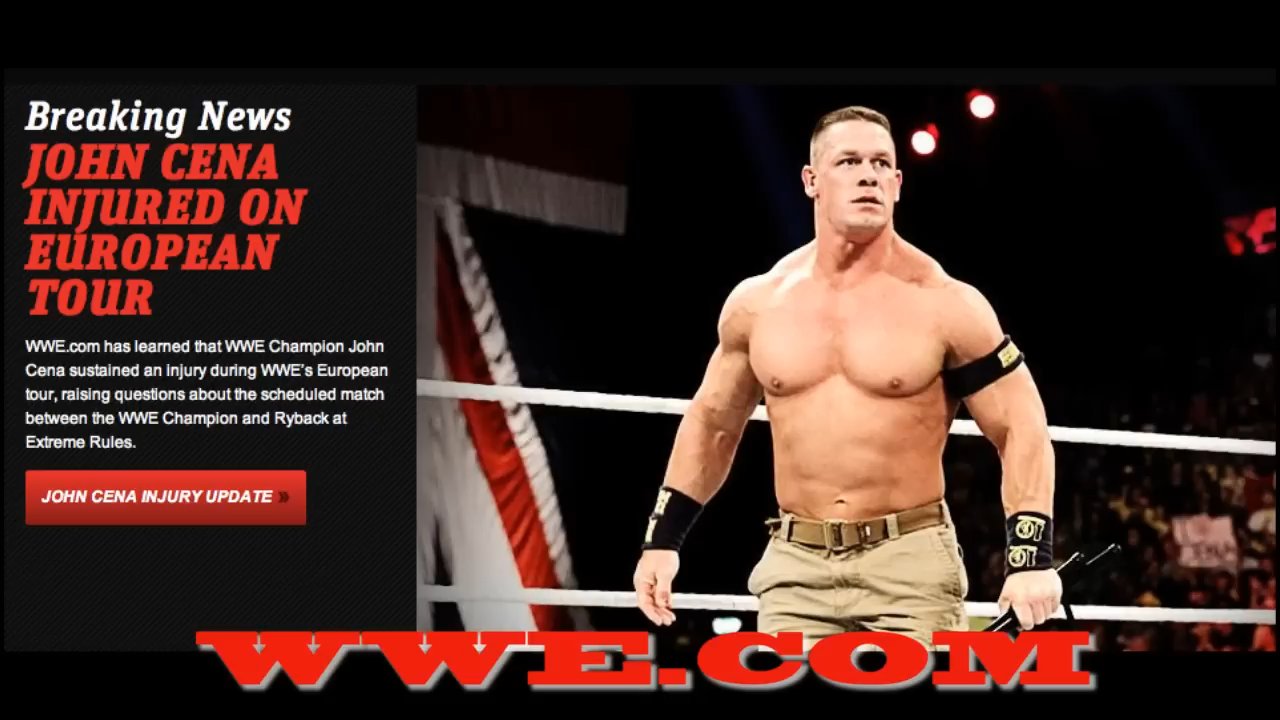 Breaking News
JOHN CENA
INJURED ON
EUROPEAN
TOUR
WWE.com has learned that WWE Champion John
Cena sustained an injury during WWE's European
tour, raising questions about the scheduled match
between the WWE Champion and Ryback at
Extreme Rules.
JOHN CENA INJURY UPDATE »
WWE.COM